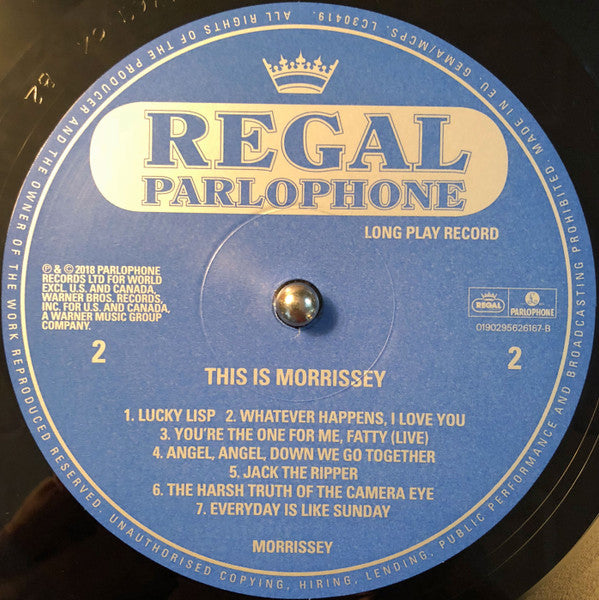 REGAL
PARLOPHONE
LONG PLAY RECORD
℗ & © 2018 PARLOPHONE
RECORDS LTD FOR WORLD
EXCL. U.S. AND CANADA.
WARNER BROS. RECORDS,
INC. FOR U.S. AND CANADA.
A WARNER MUSIC GROUP
COMPANY.
REGAL
PARLOPHONE
0190295626167-B
2
2
THIS IS MORRISSEY
1. LUCKY LISP 2. WHATEVER HAPPENS, I LOVE YOU
3. YOU'RE THE ONE FOR ME, FATTY (LIVE)
4. ANGEL, ANGEL, DOWN WE GO TOGETHER
5. JACK THE RIPPER
6. THE HARSH TRUTH OF THE CAMERA EYE
7. EVERYDAY IS LIKE SUNDAY
MORRISSEY
ALL RIGHTS OF THE PRODUCER AND THE OWNER OF THE WORK REPRODUCED RESERVED. UNAUTHORISED COPYING, HIRING, LENDING, PUBLIC PERFORMANCE AND BROADCASTING PROHIBITED. MADE IN EU. GEMA/MCPS. LC30419.